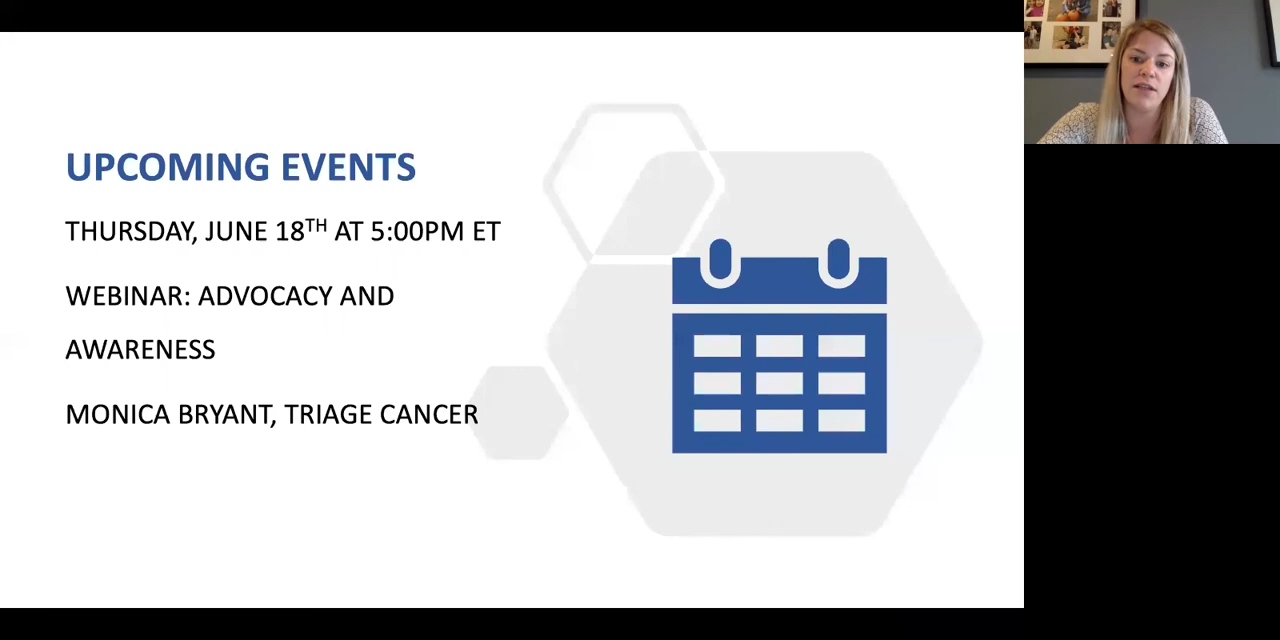 UPCOMING EVENTS
THURSDAY, JUNE 18TH AT 5:00PM ET
WEBINAR: ADVOCACY AND
AWARENESS
MONICA BRYANT, TRIAGE CANCER